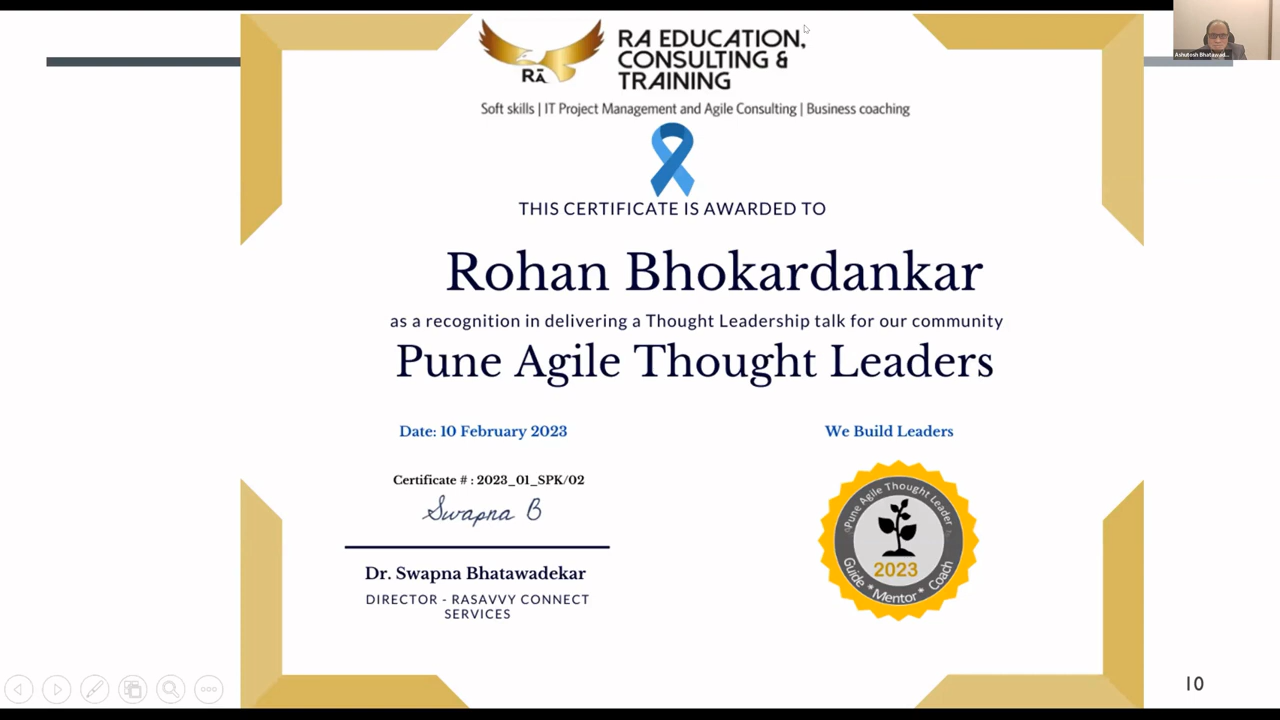 RA EDUCATION,
CONSULTING &
TRAINING
RĀ
Soft skills | IT Project Management and Agile Consulting | Business coaching
THIS CERTIFICATE IS AWARDED TO
Rohan Bhokardankar
as a recognition in delivering a Thought Leadership talk for our community
Pune Agile Thought Leaders
Date: 10 February 2023
We Build Leaders
Certificate # : 2023_01_SPK/02
Swapna B
Dr. Swapna Bhatawadekar
DIRECTOR - RASAVVY CONNECT
SERVICES
Pune Agile Thought Leader
2023
Guide * Mentor * Coach
10
Ashutosh Bhatawad...